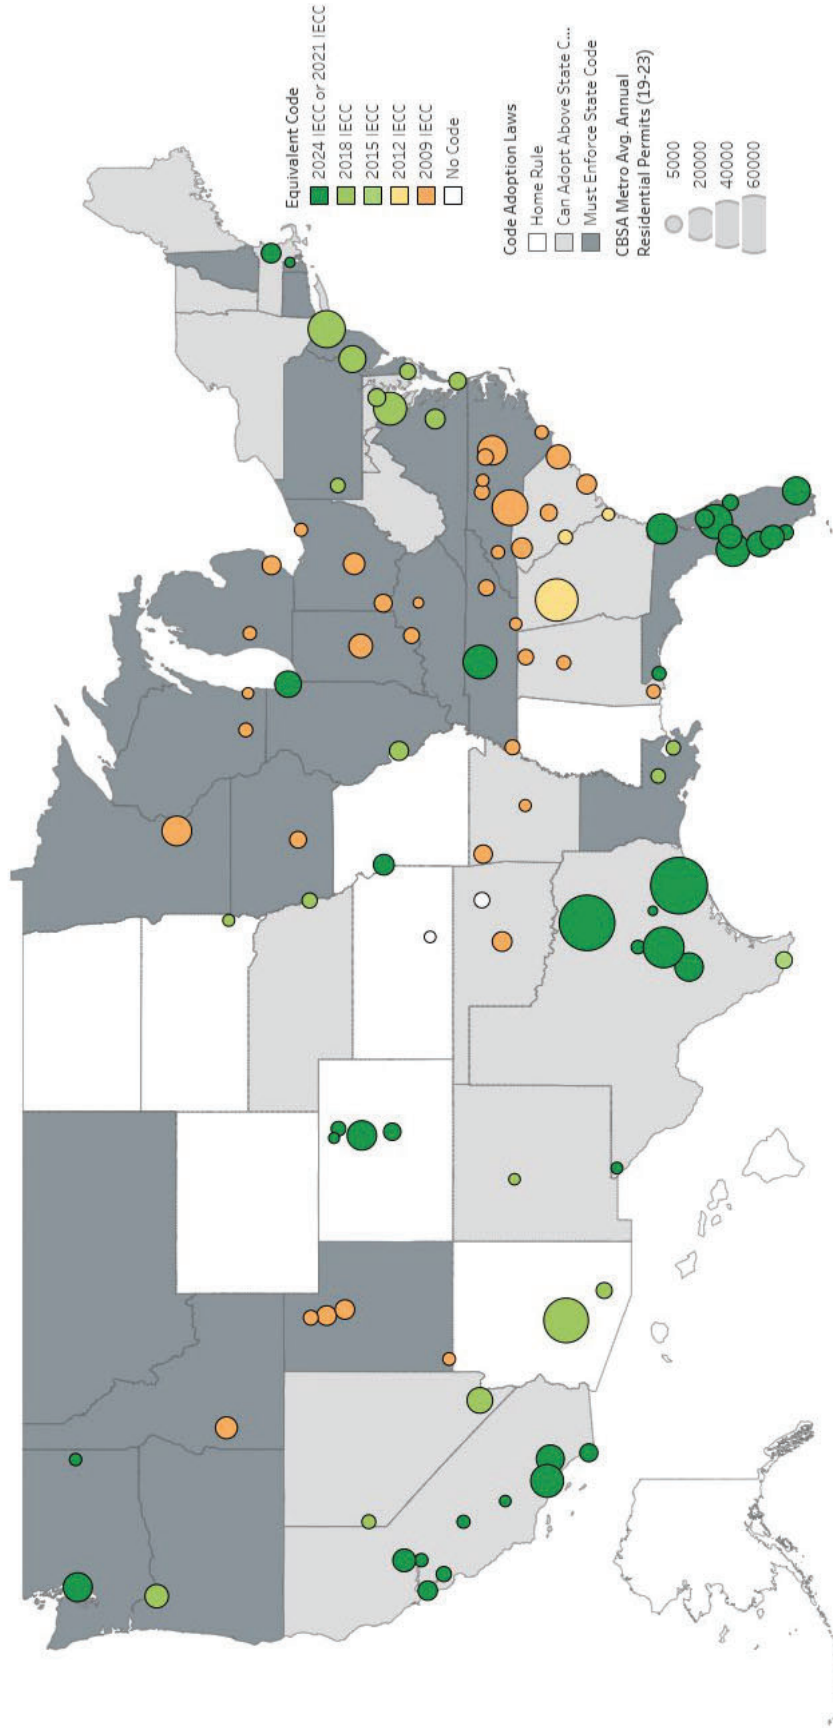 Equivalent Code
2024 IECC or 2021 IECC
2018 IECC
2015 IECC
2012 IECC
2009 IECC
No Code
Code Adoption Laws
Home Rule
Can Adopt Above State C...
Must Enforce State Code
CBSA Metro Avg. Annual
Residential Permits (19-23)
5000
20000
40000
60000